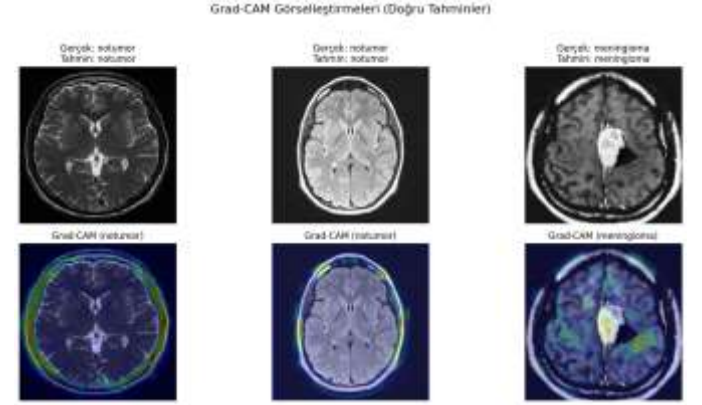 Grad-CAM Görselleştirmeleri (Doğru Tahminler)
Gerçek: notumor
Tahmin: notumor
Gerçek: notumor
Tahmin: notumor
Gerçek: meningioma
Tahmin: meningioma
Grad-CAM (notumor)
Grad-CAM (notumor)
Grad-CAM (meningioma)